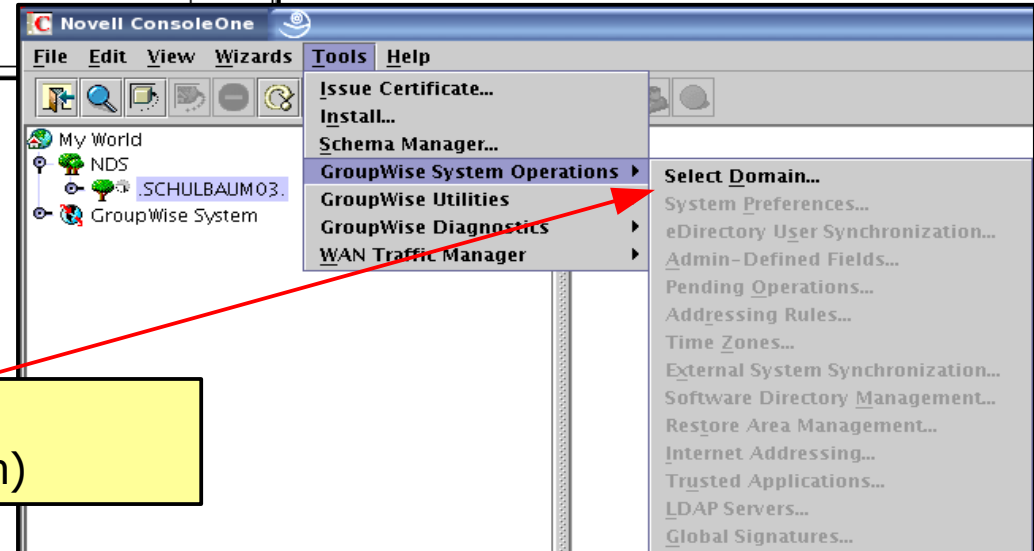 Novell ConsoleOne
File Edit View Wizards Tools Help
My World
NDS
.SCHULBAUM03.
GroupWise System
Issue Certificate...
Install...
Schema Manager...
GroupWise System Operations
GroupWise Utilities
GroupWise Diagnostics
WAN Traffic Manager
Select Domain...
System Preferences...
eDirectory User Synchronization...
Admin-Defined Fields...
Pending Operations...
Addressing Rules...
Time Zones...
External System Synchronization...
Software Directory Management...
Restore Area Management...
Internet Addressing...
Trusted Applications...
LDAP Servers...
Global Signatures...
n)